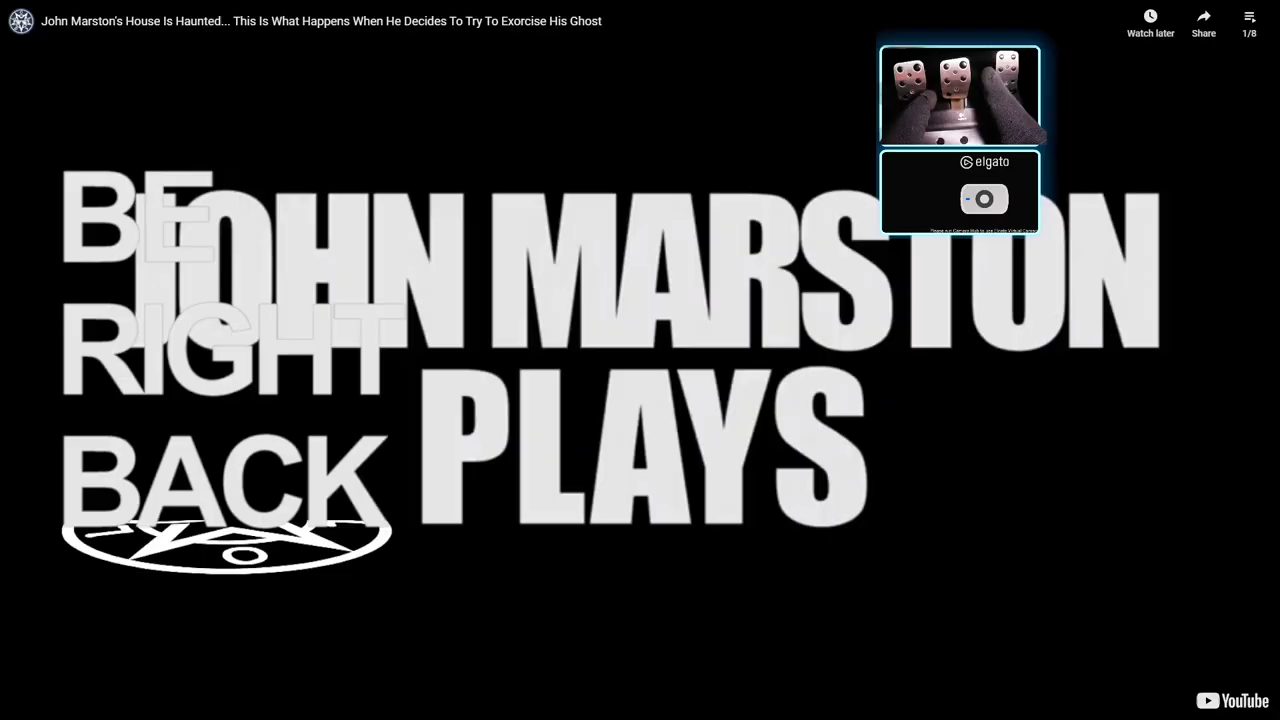 John Marston's House Is Haunted... This Is What Happens When He Decides To Try To Exorcise His Ghost
Watch later
Share
1/8
elgato
BE
JOHN MARSTON
RIGHT
PLAYS
BACK
YouTube